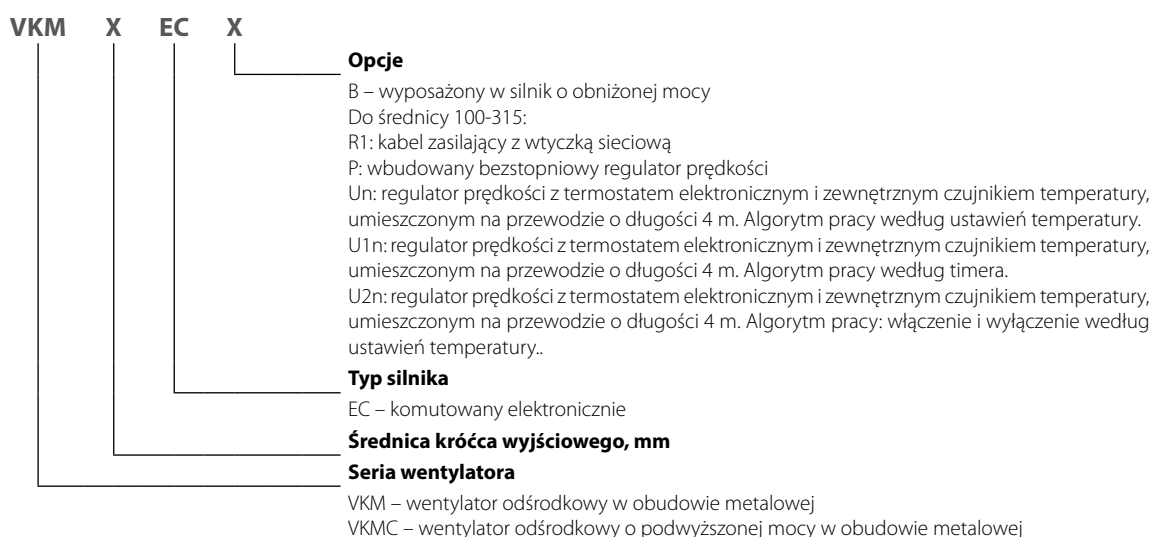 VKM X EC X
Opcje
B – wyposażony w silnik o obniżonej mocy
Do średnicy 100-315:
R1: kabel zasilający z wtyczką sieciową
P: wbudowany bezstopniowy regulator prędkości
Un: regulator prędkości z termostatem elektronicznym i zewnętrznym czujnikiem temperatury,
umieszczonym na przewodzie o długości 4 m. Algorytm pracy według ustawień temperatury.
U1n: regulator prędkości z termostatem elektronicznym i zewnętrznym czujnikiem temperatury,
umieszczonym na przewodzie o długości 4 m. Algorytm pracy według timera.
U2n: regulator prędkości z termostatem elektronicznym i zewnętrznym czujnikiem temperatury,
umieszczonym na przewodzie o długości 4 m. Algorytm pracy: włączenie i wyłączenie według
ustawień temperatury..
Typ silnika
EC – komutowany elektronicznie
Średnica króćca wyjściowego, mm
Seria wentylatora
VKM – wentylator odśrodkowy w obudowie metalowej
VKMC – wentylator odśrodkowy o podwyższonej mocy w obudowie metalowej